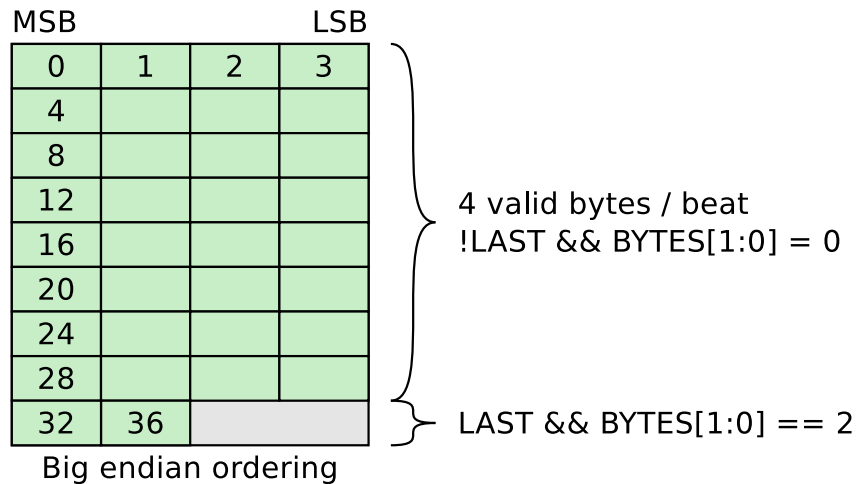 MSB LSB
0 1 2 3
4
8
12
16
20
24
28
32 36
4 valid bytes / beat
!LAST && BYTES[1:0] = 0
LAST && BYTES[1:0] == 2
Big endian ordering